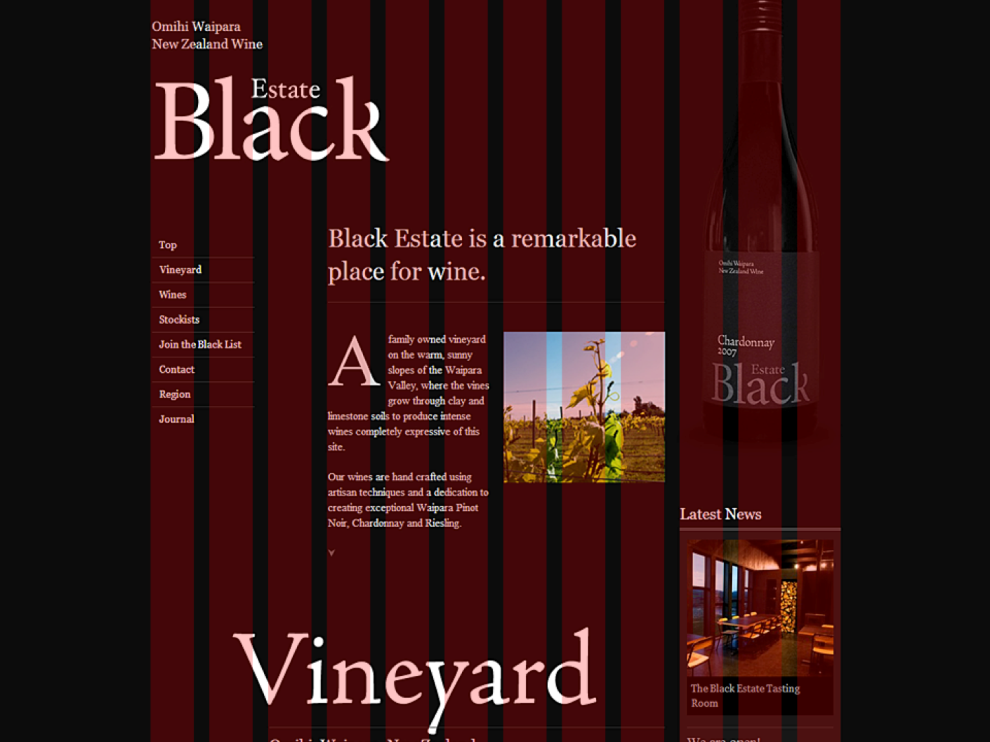 Omihi Waipara
New Zealand Wine
Estate
Black
Top
Vineyard
Wines
Stockists
Join the Black List
Contact
Region
Journal
Black Estate is a remarkable
place for wine.
A family owned vineyard
on the warm, sunny
slopes of the Waipara
Valley, where the vines
grow through clay and
limestone soils to produce intense
wines completely expressive of this
site.
Our wines are hand crafted using
artisan techniques and a dedication to
creating exceptional Waipara Pinot
Noir, Chardonnay and Riesling.
Omihi Waipara
New Zealand Wine
Chardonnay
2007
Estate
Black
Latest News
The Black Estate Tasting
Room
We are open!
Vineyard
Omihi, Waipara, New Zealand